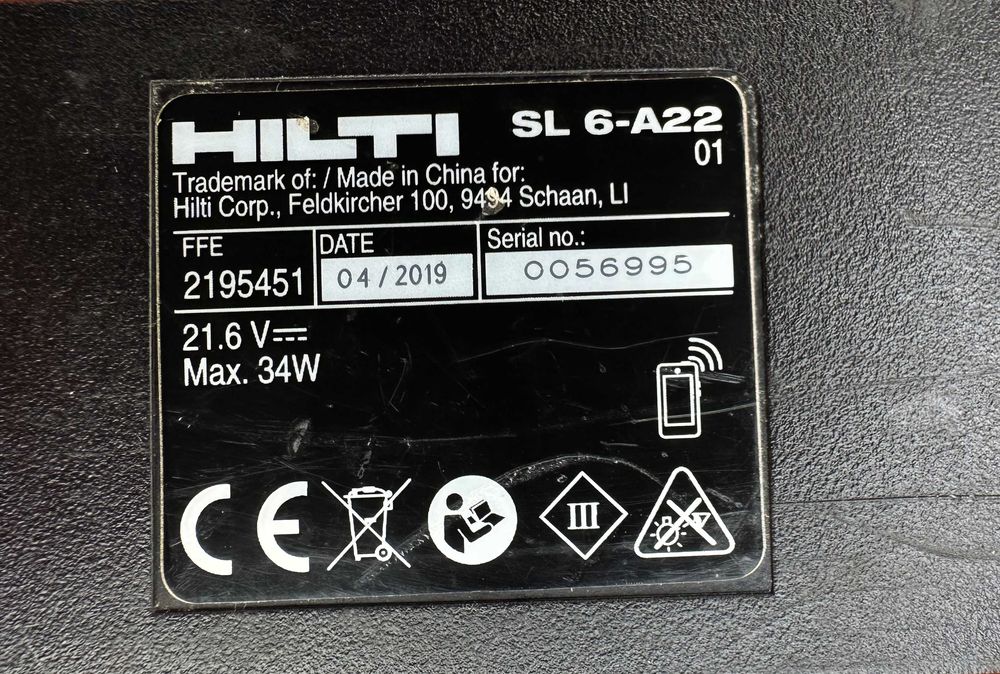 HILTI SL 6-A22
01
Trademark of: / Made in China for:
Hilti Corp., Feldkircher 100, 9494 Schaan, LI
FFE DATE Serial no.:
2195451 04/2019 0056995
21.6 V⎓
Max. 34W
CE III